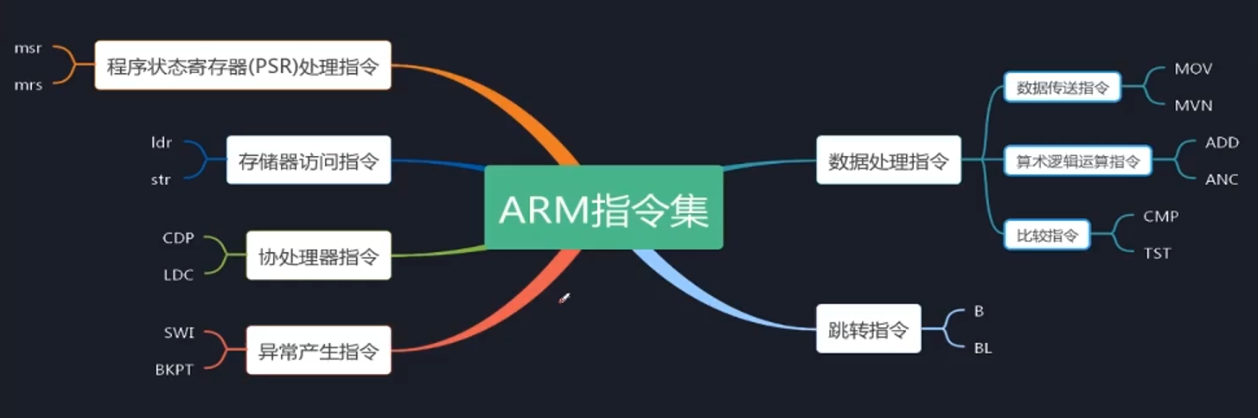 ARM指令集
程序状态寄存器(PSR)处理指令
msr
mrs
存储器访问指令
ldr
str
协处理器指令
CDP
LDC
异常产生指令
SWI
BKPT
数据处理指令
数据传送指令
MOV
MVN
算术逻辑运算指令
ADD
ANC
比较指令
CMP
TST
跳转指令
B
BL